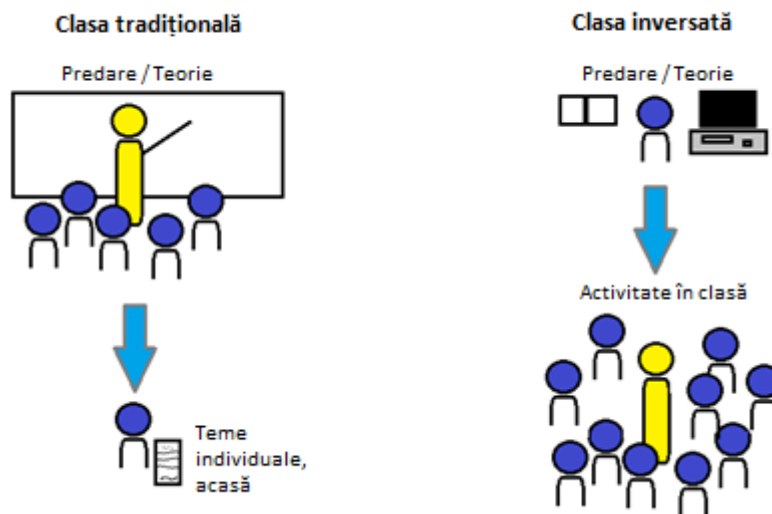 Clasa tradițională
Predare / Teorie
Teme
individuale,
acasă
Clasa inversată
Predare / Teorie
Activitate în clasă